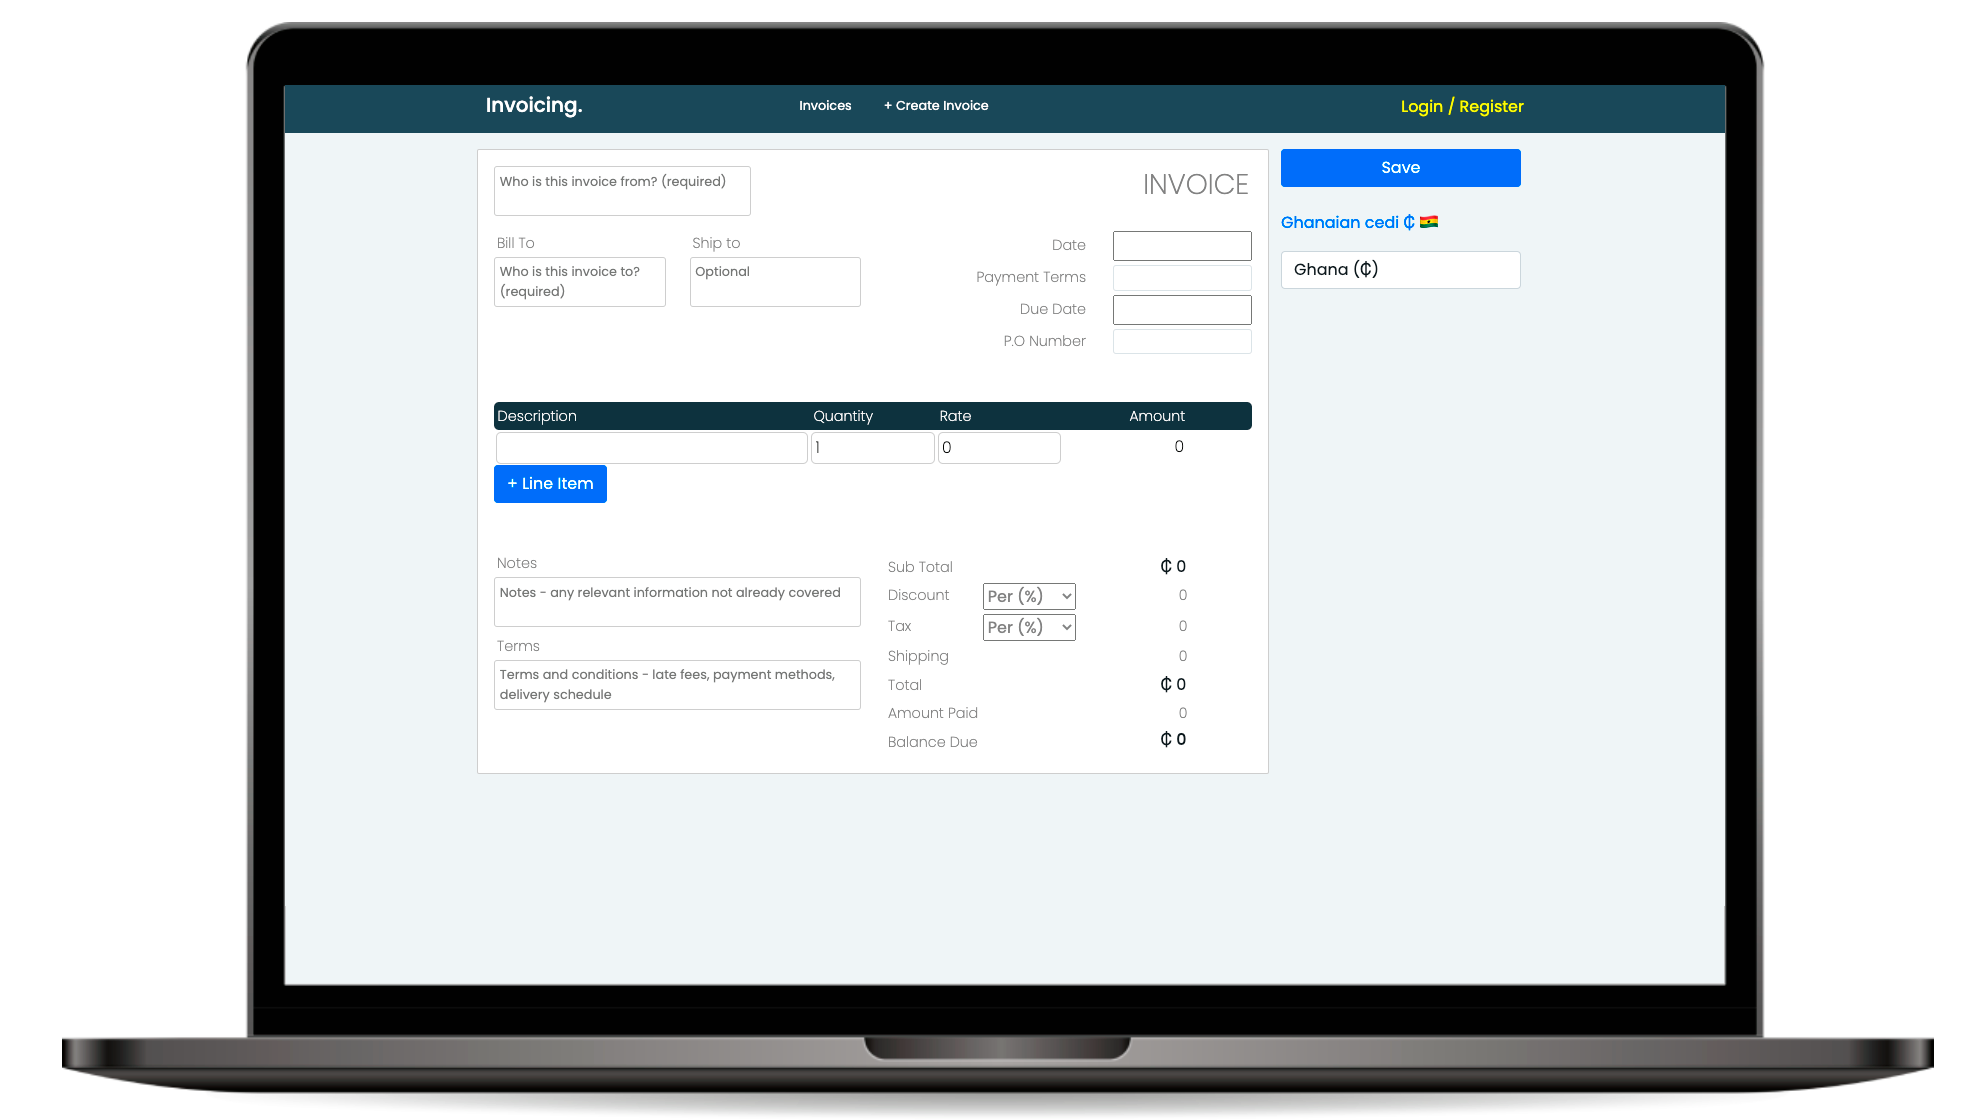 Invoicing.
Invoices
+ Create Invoice
Login / Register
Who is this invoice from? (required)
INVOICE
Save
Ghanaian cedi ₵ 🇬🇭
Ghana (₵)
Bill To
Ship to
Who is this invoice to?
(required)
Optional
Date
Payment Terms
Due Date
P.O Number
Description Quantity Rate Amount
1 0 0
+ Line Item
Notes
Notes - any relevant information not already covered
Terms
Terms and conditions - late fees, payment methods,
delivery schedule
Sub Total ₵ 0
Discount Per (%) 0
Tax Per (%) 0
Shipping 0
Total ₵ 0
Amount Paid 0
Balance Due ₵ 0